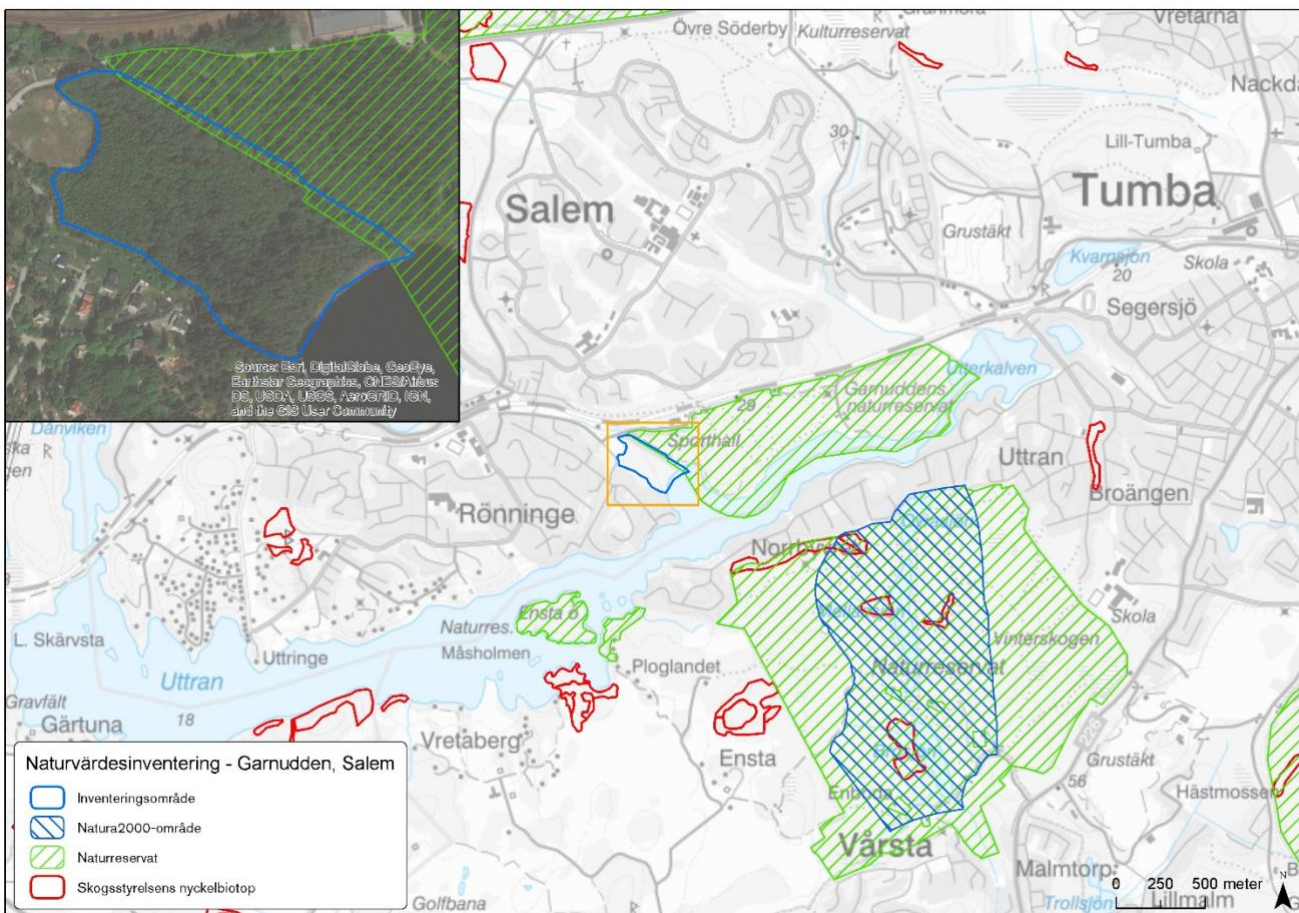 Source: Esri, DigitalGlobe, GeoEye,
Earthstar Geographics, CNES/Airbus
DS, USDA, USGS, AeroGRID, IGN,
and the GIS User Community
Övre Söderby
Kulturreservat
Vretarna
Nackda
30
Lill-Tumba
Salem
Tumba
Grustäkt
Kvarnsjön
20
Skola
Segersjö
Utterkalven
Dånviken
29
Garnuddens
naturreservat
Sporthall
Uttran
Rönninge
Broängen
Ensta ö
Skola
L. Skärvsta
Naturres.
Måsholmen
Vinterskogen
Uttringe
Ploglandet
Naturreservat
Uttran
Gravfält
18
Gärtuna
Vretaberg
Ensta
226
Grustäkt
56
Hästmossen
Enboda
Vårsta
Malmtorp
Golfbana
Trollsjön
Lillmalm
Naturvärdesinventering - Garnudden, Salem
Inventeringsområde
Natura2000-område
Naturreservat
Skogsstyrelsens nyckelbiotop
0 250 500 meter
N